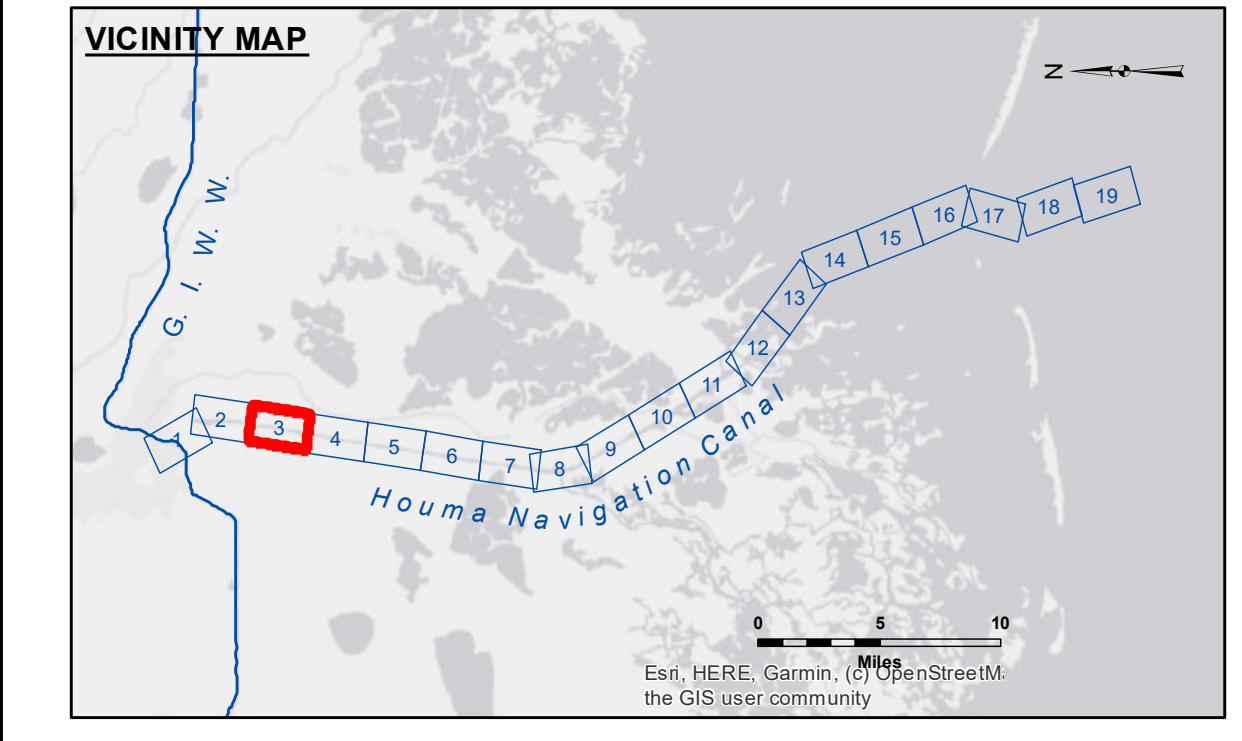 VICINITY MAP
N
G. I. W. W.
1
2
3
4
5
6
7
8
9
10
11
12
13
14
15
16
17
18
19
Houma Navigation Canal
0 5 10
Miles
Esri, HERE, Garmin, (c) OpenStreetMa
the GIS user community